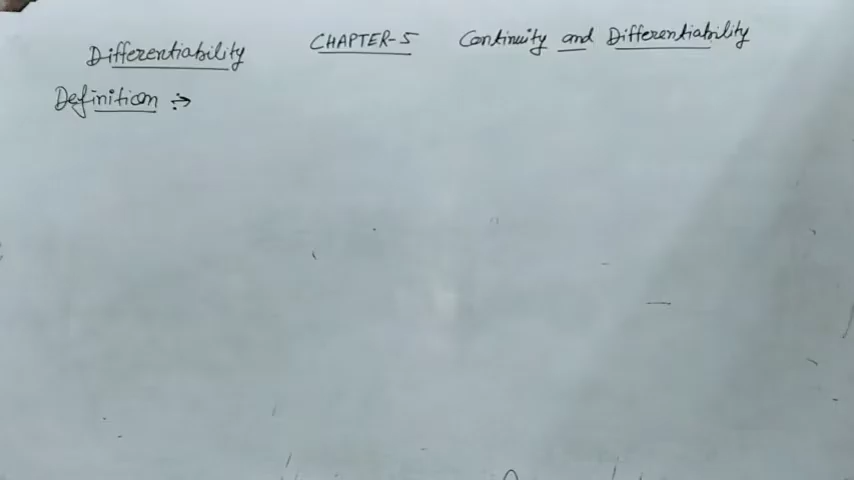 Differentiability CHAPTER-5 Continuity and Differentiability
Definition :→